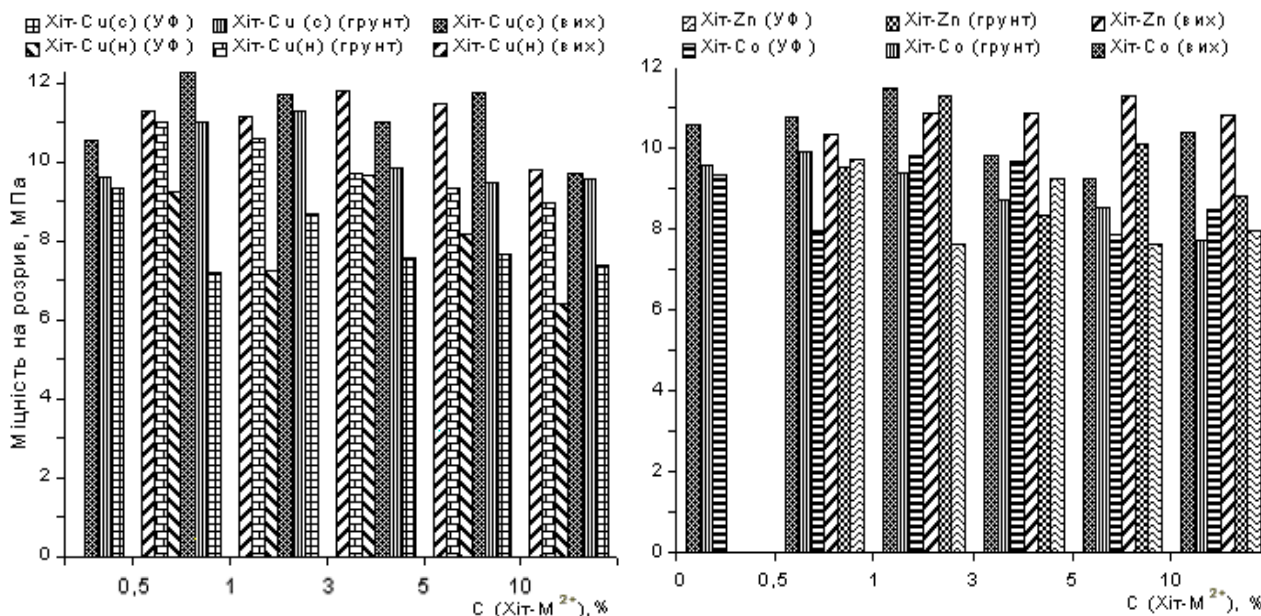 Хіт-Cu(с) (УФ) Хіт-Cu(с) (грунт) Хіт-Cu(с) (вих)
Хіт-Cu(н) (УФ) Хіт-Cu(н) (грунт) Хіт-Cu(н) (вих)
Міцність на розрив, МПа
12
10
8
6
4
2
0
0,5 1 3 5 10
С (Хіт-М²⁺), %
Хіт-Zn (УФ) Хіт-Zn (грунт) Хіт-Zn (вих)
Хіт-Co (УФ) Хіт-Co (грунт) Хіт-Co (вих)
12
10
8
6
4
2
0
0 0,5 1 3 5 10
С (Хіт-М²⁺), %